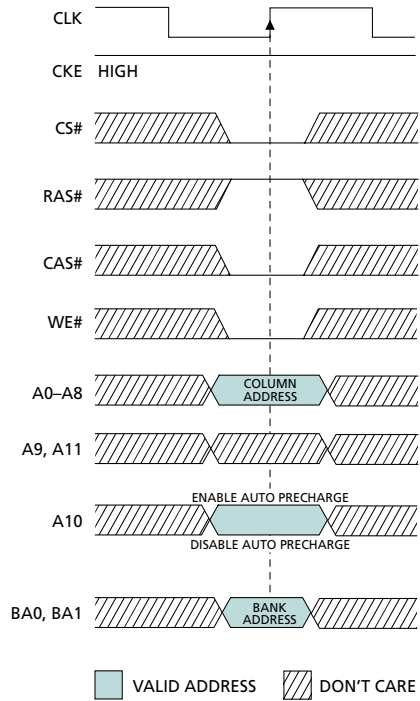 CLK
CKE HIGH
CS#
RAS#
CAS#
WE#
A0–A8
COLUMN
ADDRESS
A9, A11
ENABLE AUTO PRECHARGE
A10
DISABLE AUTO PRECHARGE
BA0, BA1
BANK
ADDRESS
VALID ADDRESS
DON'T CARE